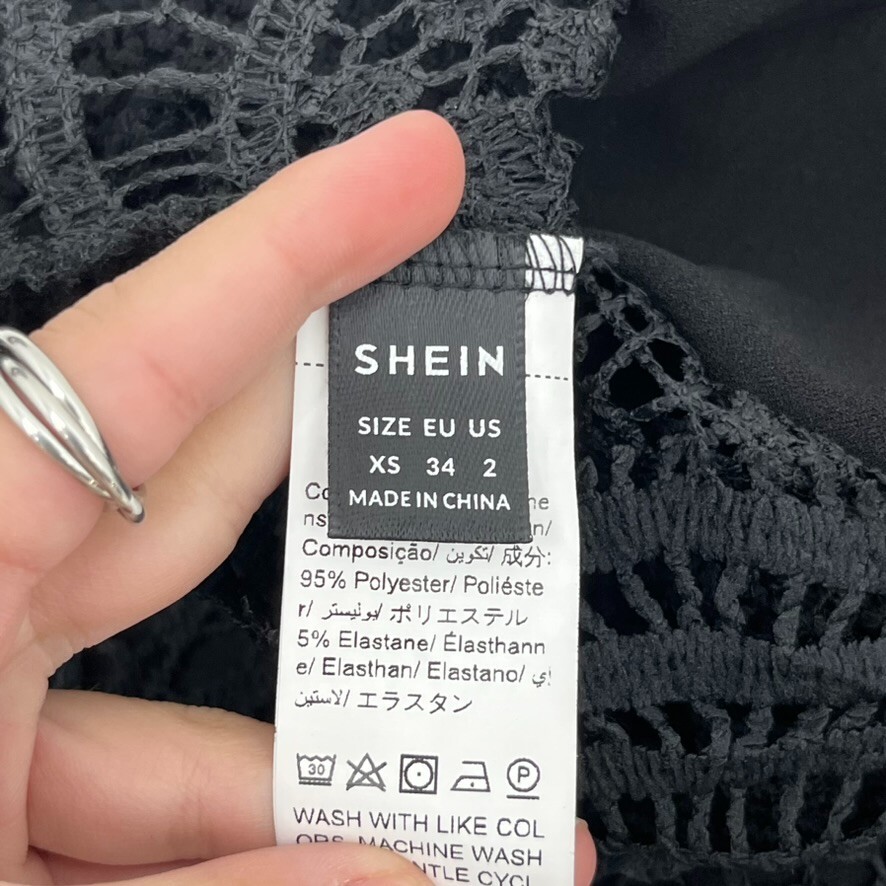 SHEIN
SIZE EU US
XS 34 2
MADE IN CHINA
Composição/ تكوين/ 成分:
95% Polyester/ Poliéste
r/ بوليستر/ ポリエステル
5% Elastane/ Élasthann
e/ Elasthan/ Elastano/ إي
لاستين/ エラスタン
30
P
WASH WITH LIKE COL
ORS, MACHINE WASH